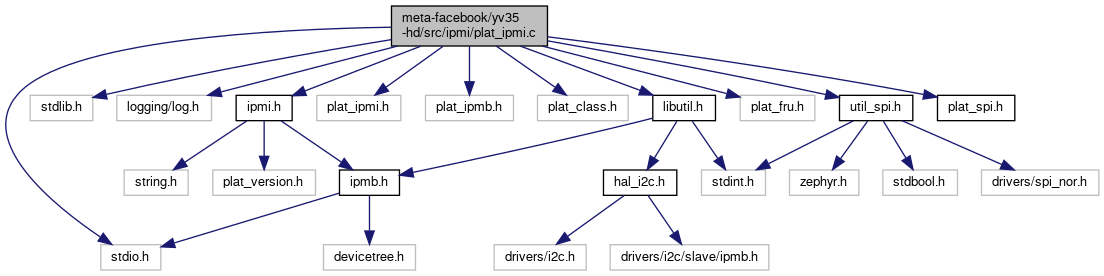 meta-facebook/yv35
-hd/src/ipmi/plat_ipmi.c
stdlib.h
logging/log.h
ipmi.h
plat_ipmi.h
plat_ipmb.h
plat_class.h
libutil.h
plat_fru.h
util_spi.h
plat_spi.h
string.h
plat_version.h
ipmb.h
hal_i2c.h
stdint.h
zephyr.h
stdbool.h
drivers/spi_nor.h
stdio.h
devicetree.h
drivers/i2c.h
drivers/i2c/slave/ipmb.h